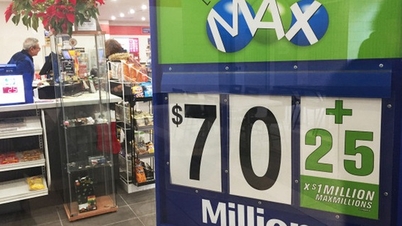 MAX
$70 +
25
X $1 MILLION
MAXMILLIONS
Million